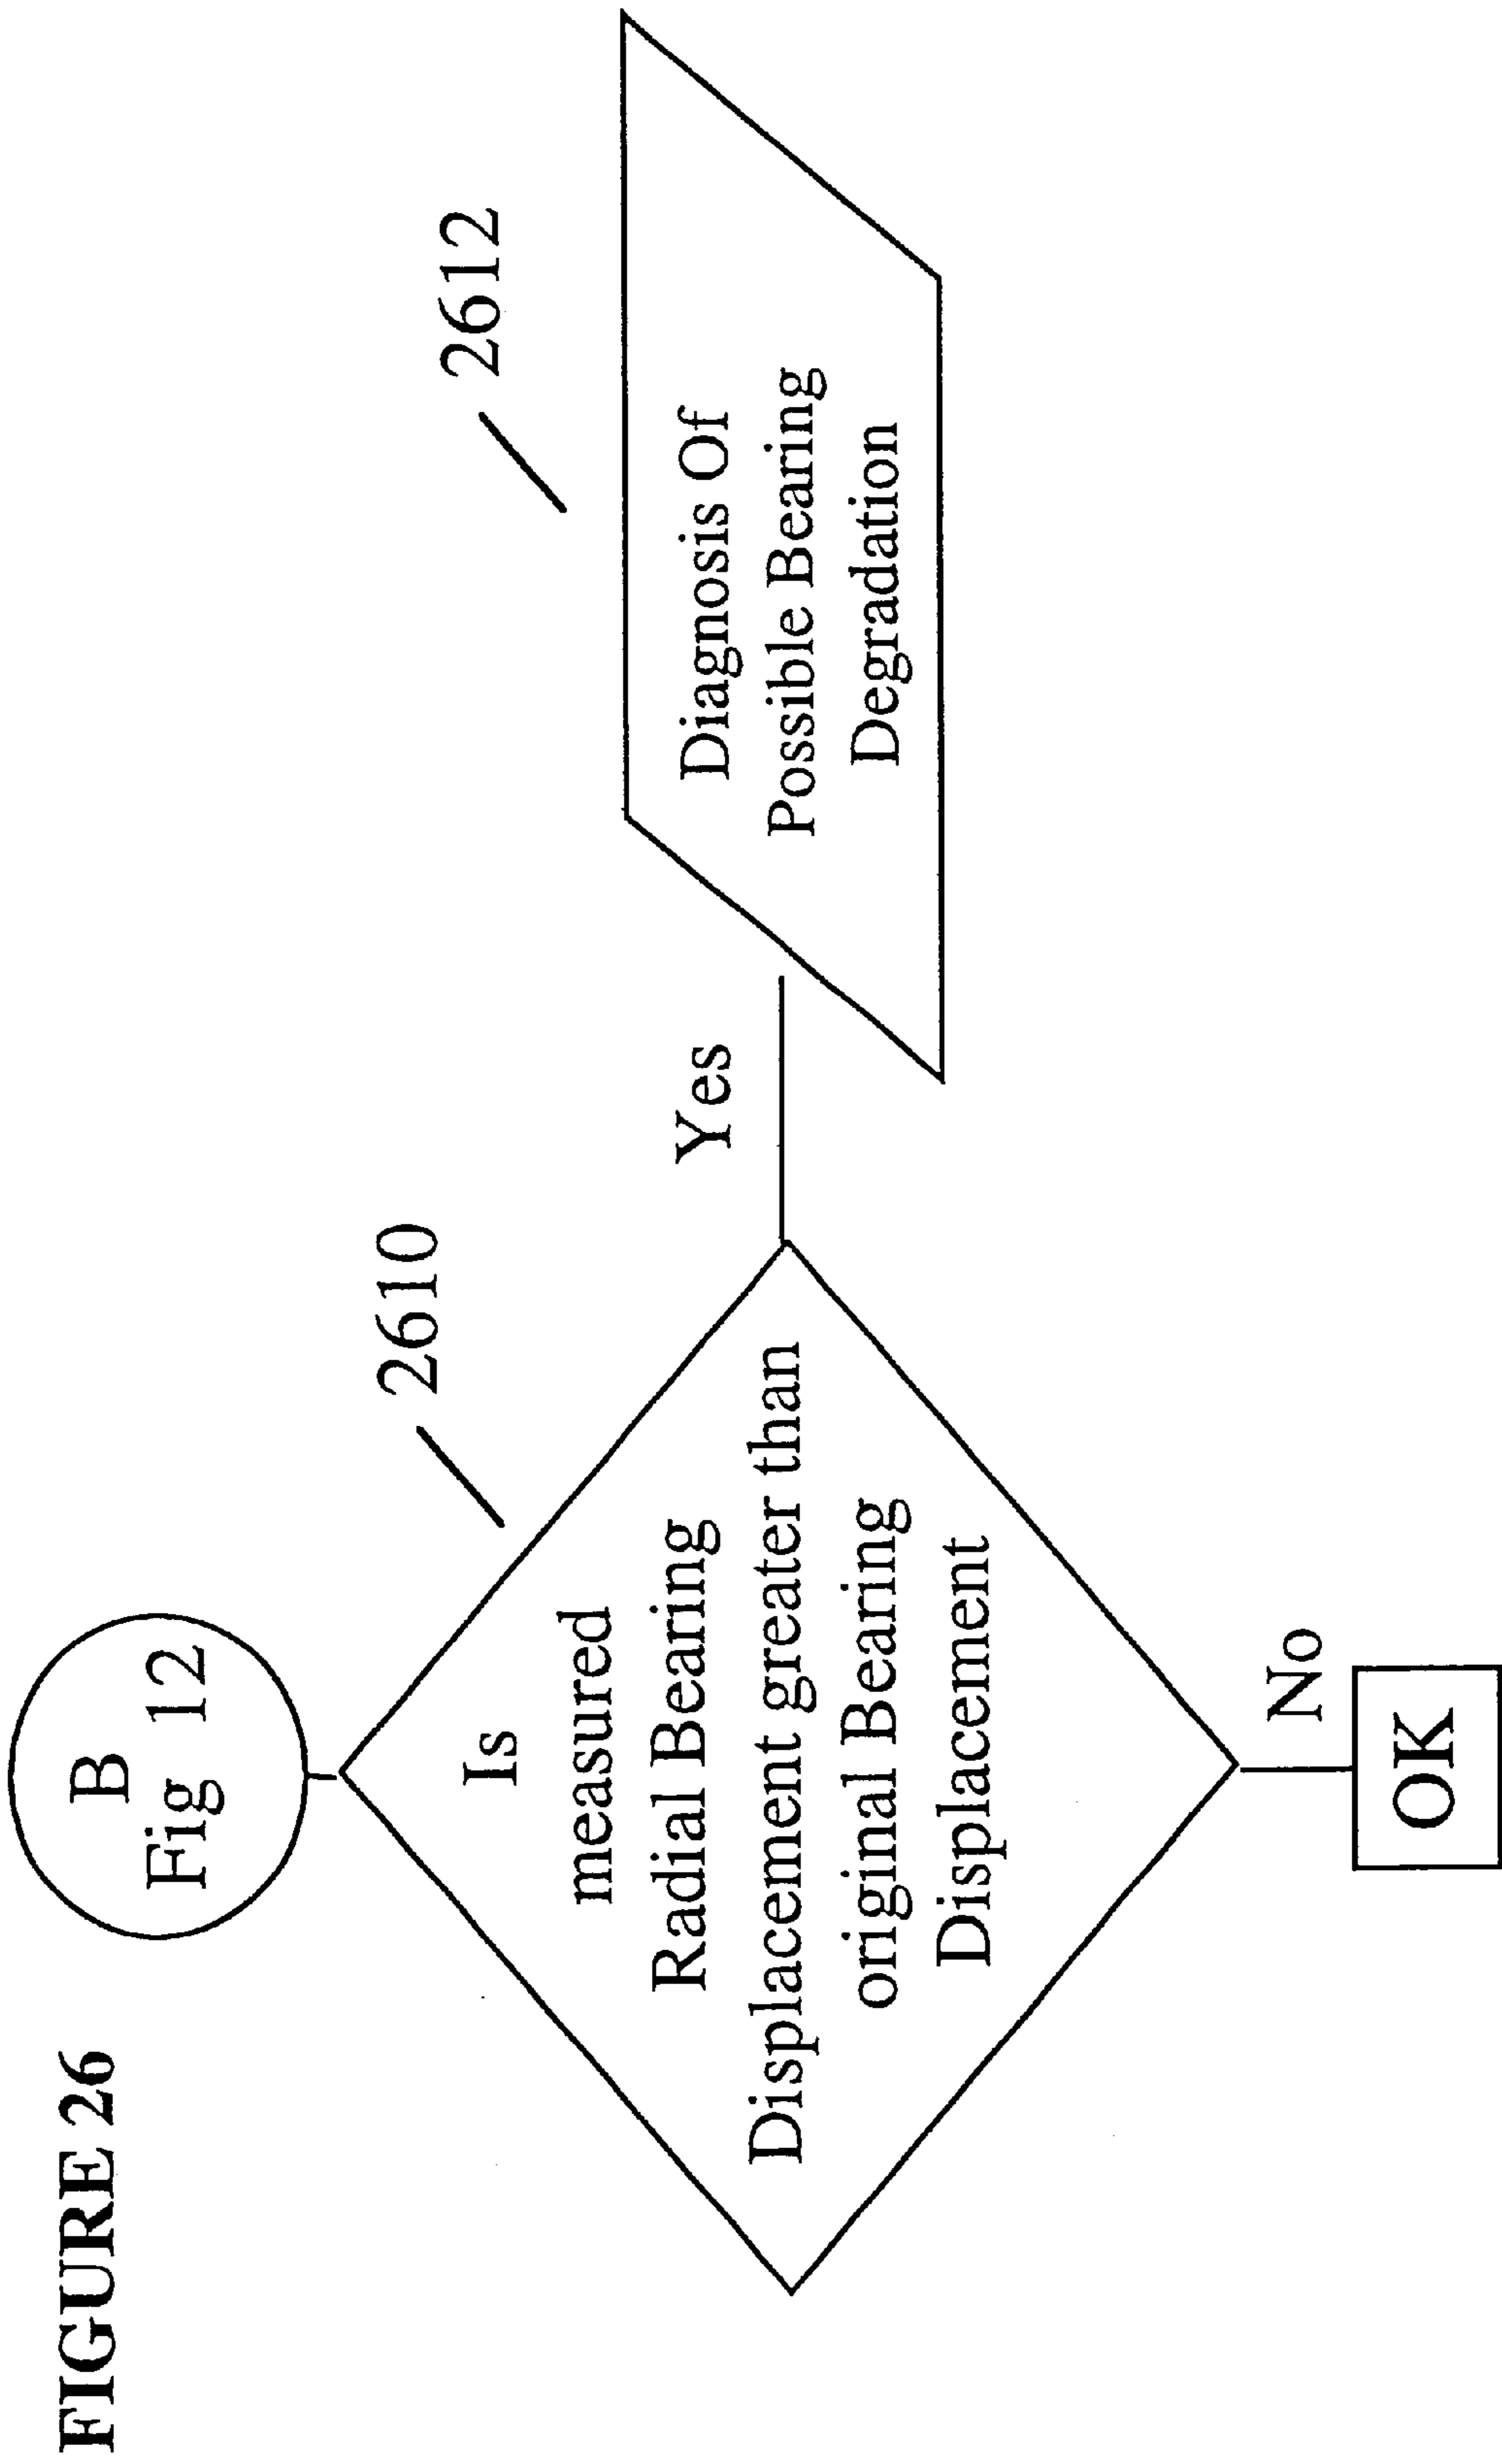 FIGURE 26
B
Fig 12
2610
Is
measured
Radial Bearing
Displacement greater than
original Bearing
Displacement
Yes
2612
Diagnosis Of
Possible Bearing
Degradation
No
OK